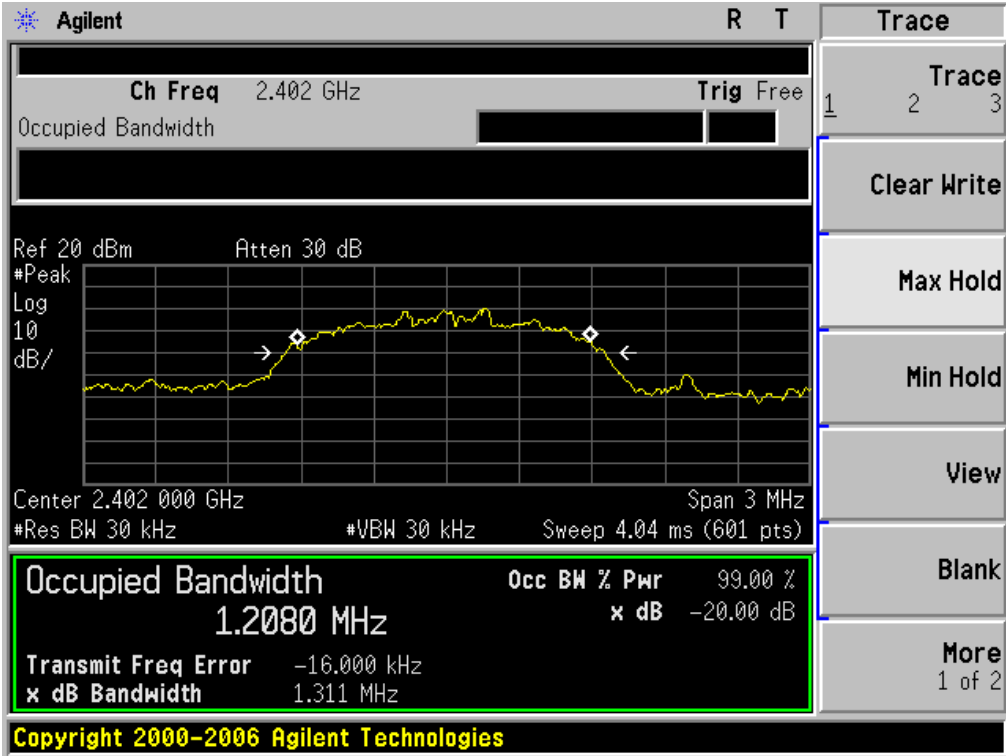 Agilent R T
Trace
Ch Freq 2.402 GHz Trig Free
Occupied Bandwidth
Trace
1 2 3
Clear Write
Max Hold
Min Hold
View
Blank
More
1 of 2
Ref 20 dBm Atten 30 dB
#Peak
Log
10
dB/
Center 2.402 000 GHz Span 3 MHz
#Res BW 30 kHz #VBW 30 kHz Sweep 4.04 ms (601 pts)
Occupied Bandwidth Occ BW % Pwr 99.00 %
1.2080 MHz x dB -20.00 dB
Transmit Freq Error -16.000 kHz
x dB Bandwidth 1.311 MHz
Copyright 2000-2006 Agilent Technologies